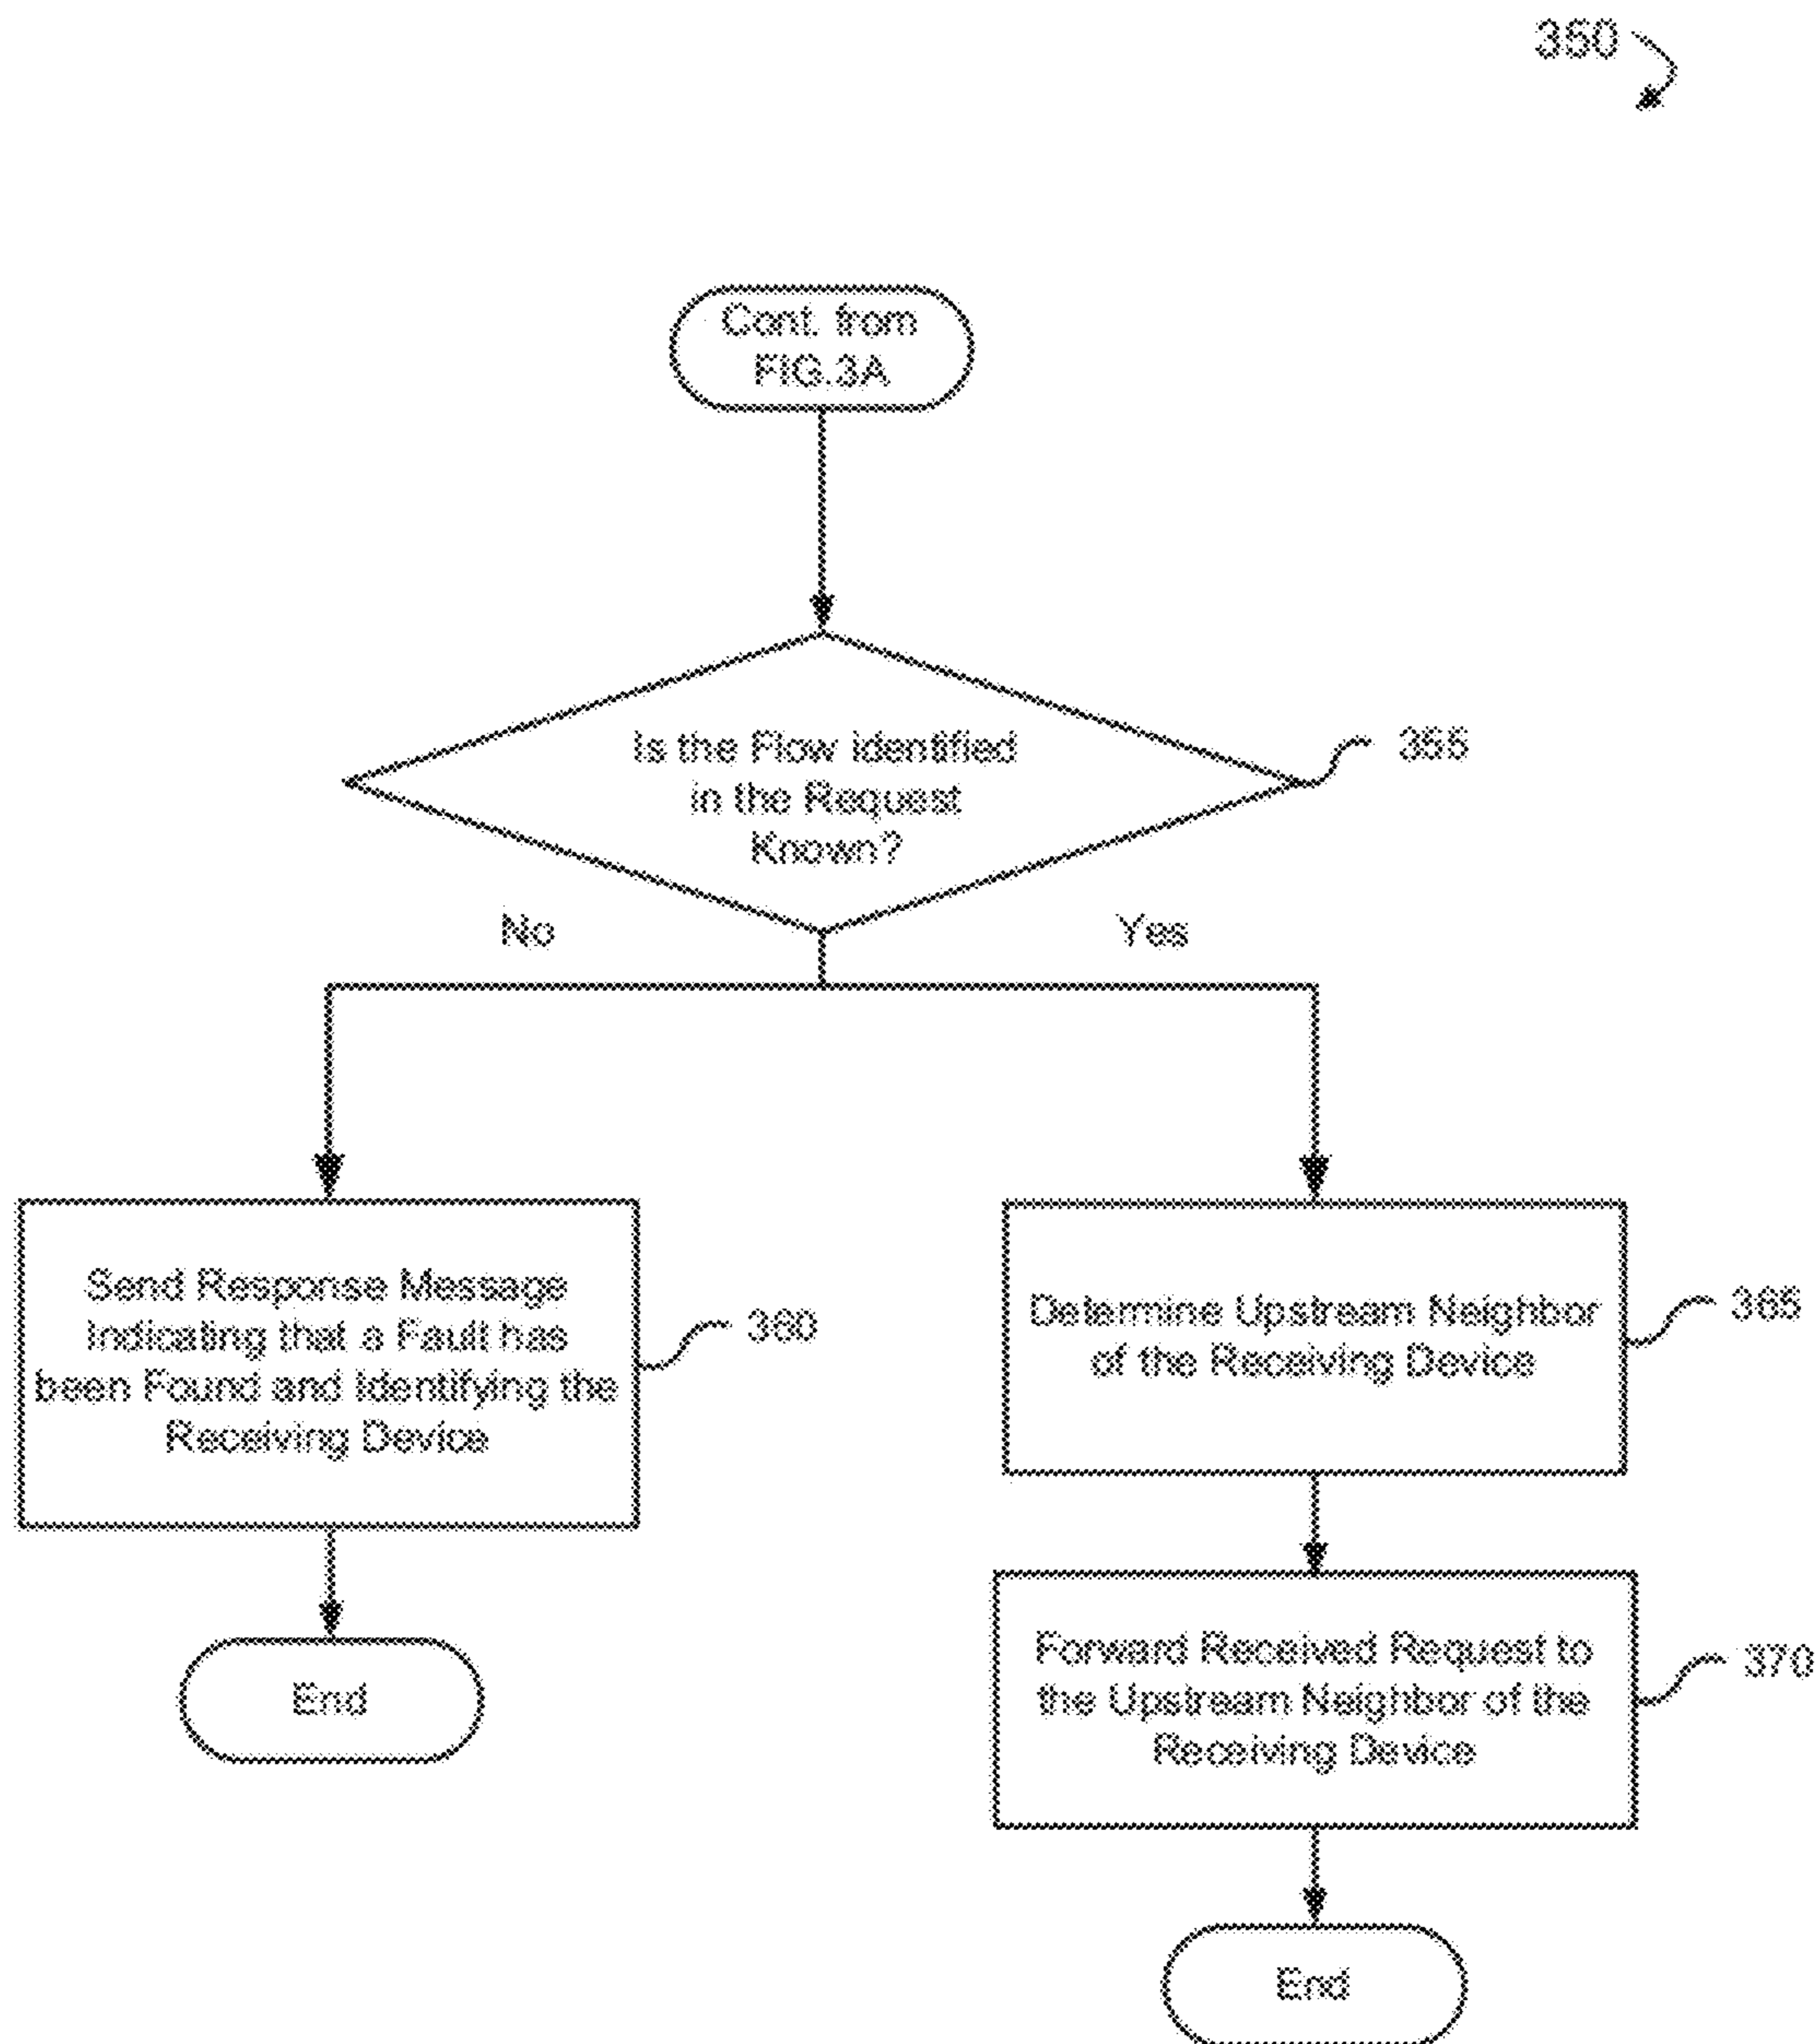 350
Cont. from
FIG.3A
Is the Flow Identified
in the Request
Known?
355
No
Yes
Send Response Message
Indicating that a Fault has
been Found and Identifying the
Receiving Device
360
Determine Upstream Neighbor
of the Receiving Device
365
Forward Received Request to
the Upstream Neighbor of the
Receiving Device
370
End
End